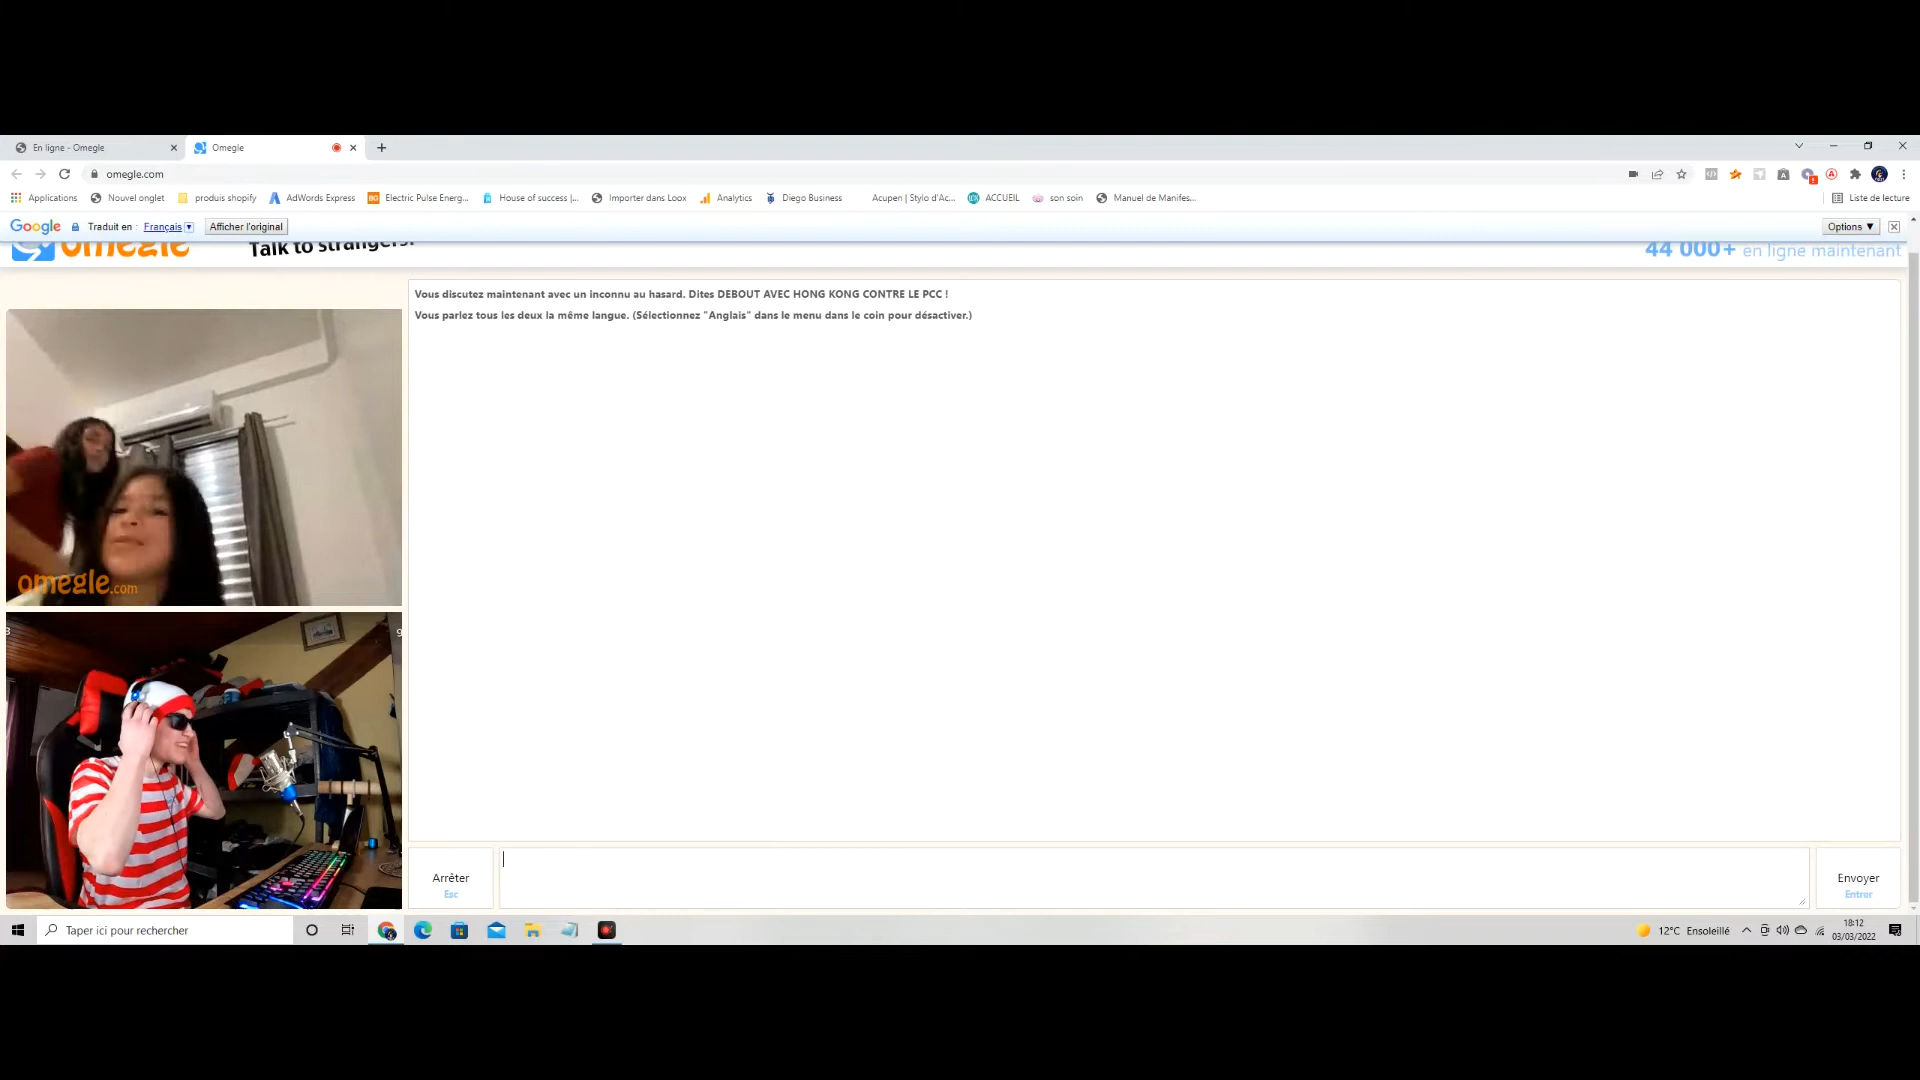 En ligne - Omegle
Omegle
omegle.com
Applications
Nouvel onglet
produis shopify
AdWords Express
Electric Pulse Energ...
House of success |...
Importer dans Loox
Analytics
Diego Business
Acupen | Stylo d'Ac...
ACCUEIL
son soin
Manuel de Manifes...
Liste de lecture
Google
Traduit en :
Français
Afficher l'original
Options
omegle
Talk to strangers!
44 000+ en ligne maintenant
Vous discutez maintenant avec un inconnu au hasard. Dites DEBOUT AVEC HONG KONG CONTRE LE PCC !
Vous parlez tous les deux la même langue. (Sélectionnez "Anglais" dans le menu dans le coin pour désactiver.)
omegle.com
Arrêter
Esc
Envoyer
Entrer
Taper ici pour rechercher
12°C Ensoleillé
18:12
03/03/2022